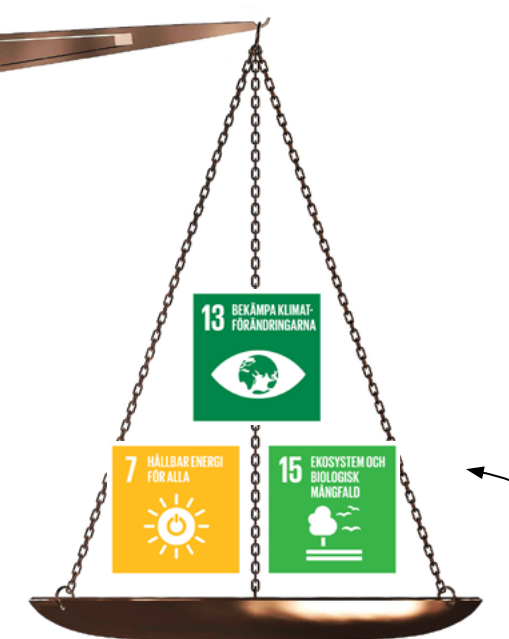 13 BEKÄMPA KLIMAT-
FÖRÄNDRINGARNA
7 HÅLLBAR ENERGI
FÖR ALLA
15 EKOSYSTEM OCH
BIOLOGISK
MÅNGFALD